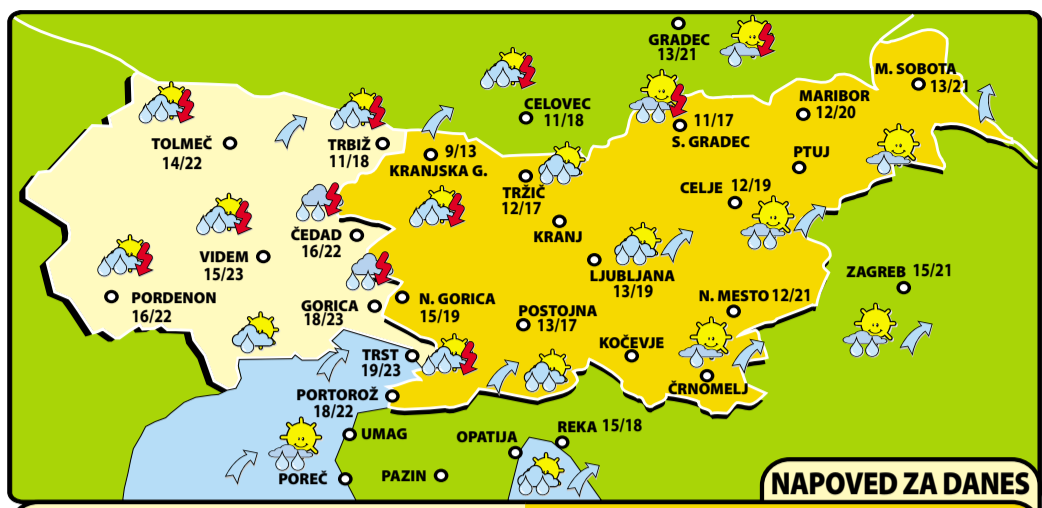 GRADEC
13/21
M. SOBOTA
13/21
CELOVEC
11/18
MARIBOR
12/20
TOLMEČ
14/22
TRBIŽ
11/18
9/13
KRANJSKA G.
11/17
S. GRADEC
PTUJ
TRŽIČ
12/17
CELJE 12/19
KRANJ
ČEDAD
16/22
VIDEM
15/23
LJUBLJANA
13/19
ZAGREB 15/21
PORDENON
16/22
GORICA
18/23
N. GORICA
15/19
POSTOJNA
13/17
N. MESTO 12/21
KOČEVJE
TRST
19/23
ČRNOMELJ
PORTOROŽ
18/22
UMAG
OPATIJA
REKA 15/18
POREČ
PAZIN
NAPOVED ZA DANES